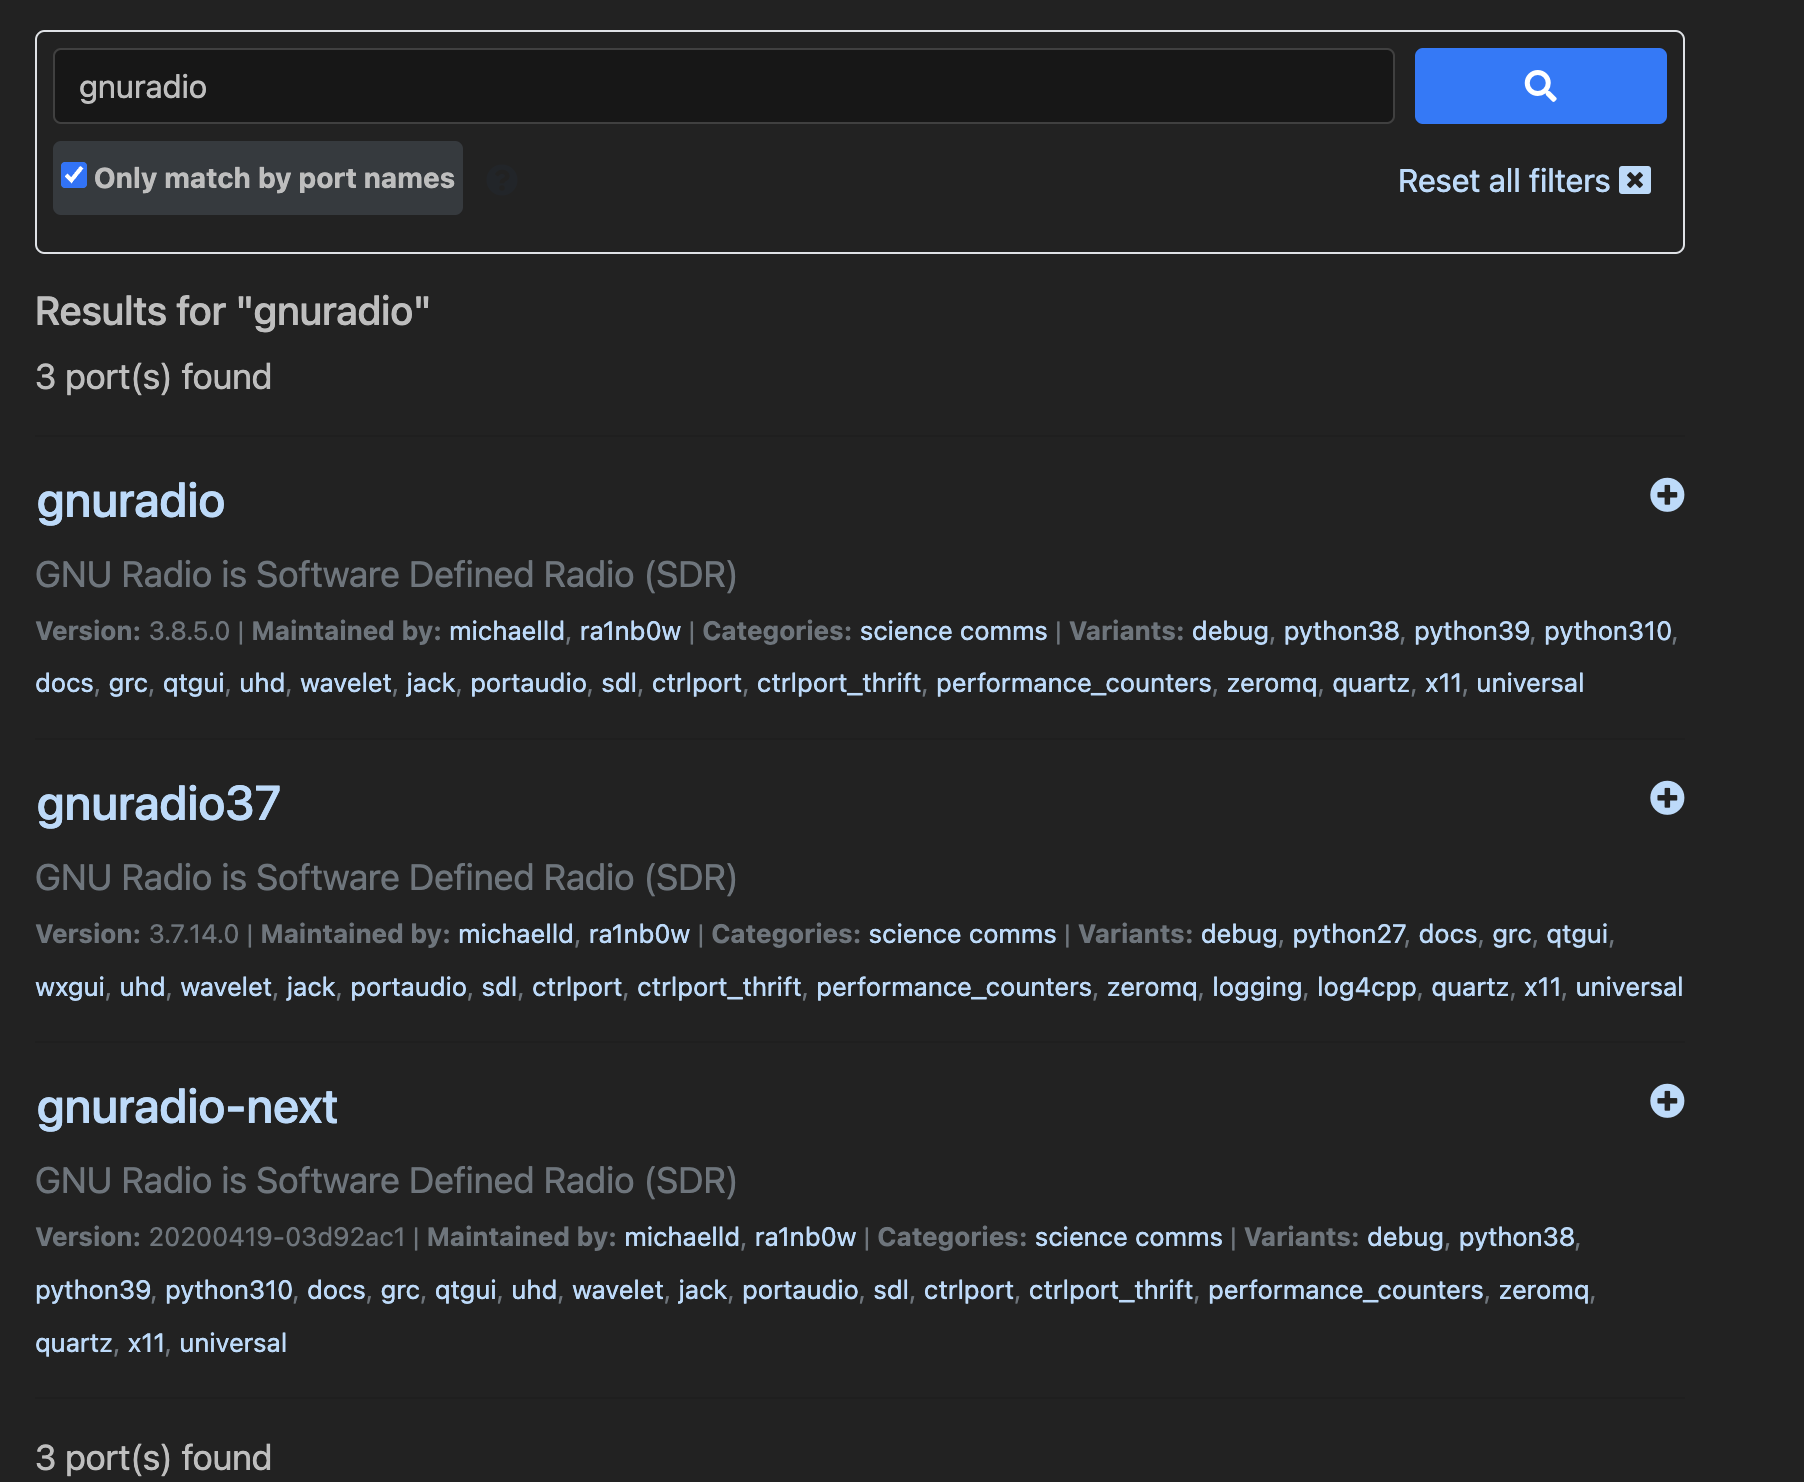 gnuradio
Only match by port names
Reset all filters
Results for "gnuradio"
3 port(s) found
gnuradio
GNU Radio is Software Defined Radio (SDR)
Version: 3.8.5.0 | Maintained by: michaelld, ra1nb0w | Categories: science comms | Variants: debug, python38, python39, python310,
docs, grc, qtgui, uhd, wavelet, jack, portaudio, sdl, ctrlport, ctrlport_thrift, performance_counters, zeromq, quartz, x11, universal
gnuradio37
GNU Radio is Software Defined Radio (SDR)
Version: 3.7.14.0 | Maintained by: michaelld, ra1nb0w | Categories: science comms | Variants: debug, python27, docs, grc, qtgui,
wxgui, uhd, wavelet, jack, portaudio, sdl, ctrlport, ctrlport_thrift, performance_counters, zeromq, logging, log4cpp, quartz, x11, universal
gnuradio-next
GNU Radio is Software Defined Radio (SDR)
Version: 20200419-03d92ac1 | Maintained by: michaelld, ra1nb0w | Categories: science comms | Variants: debug, python38,
python39, python310, docs, grc, qtgui, uhd, wavelet, jack, portaudio, sdl, ctrlport, ctrlport_thrift, performance_counters, zeromq,
quartz, x11, universal
3 port(s) found